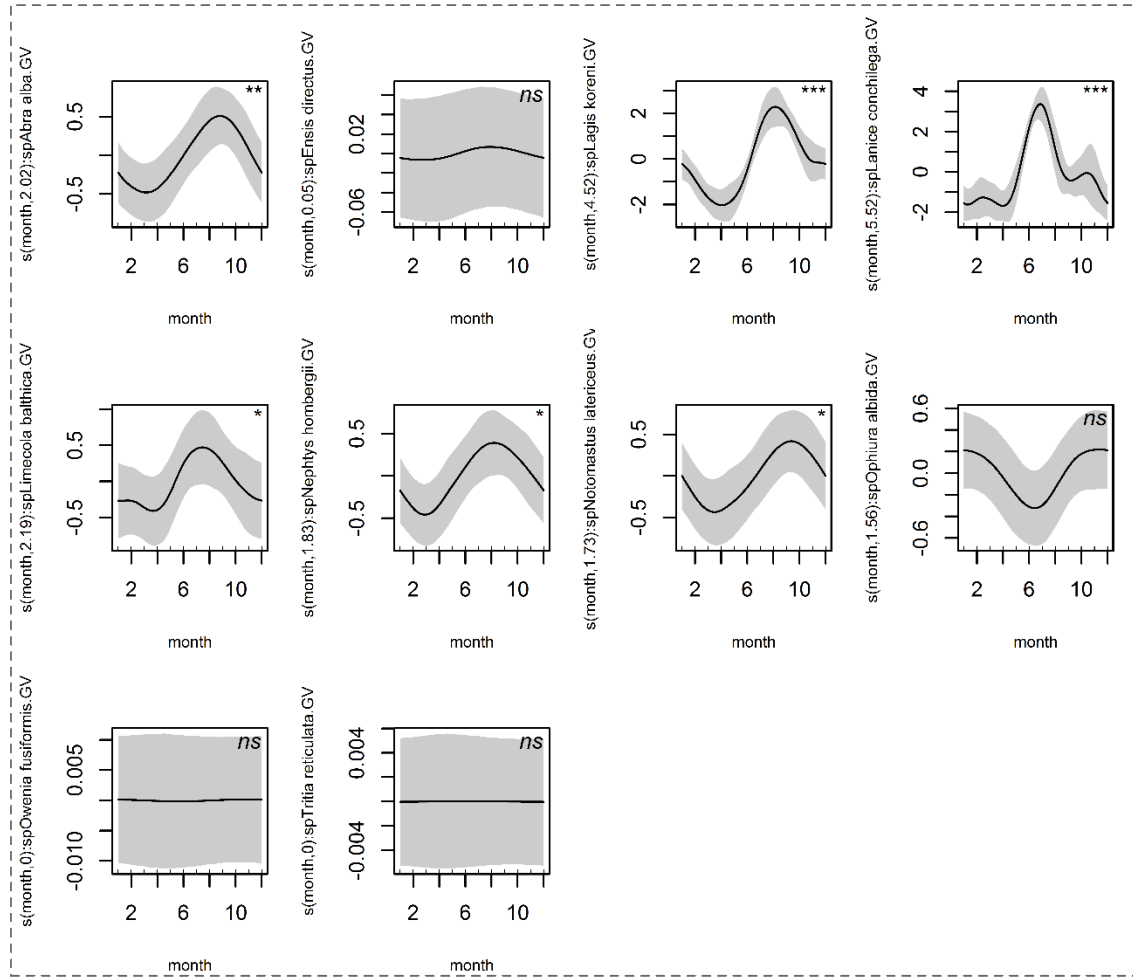 s(month,2.02):spAbra alba.GV
0.5
-0.5
**
2 6 10
month
s(month,0.05):spEnsis directus.GV
0.02
-0.06
ns
2 6 10
month
s(month,4.52):spLagis koreni.GV
2
0
-2
***
2 6 10
month
s(month,5.52):spLanice conchilega.GV
4
2
0
-2
***
2 6 10
month
s(month,2.19):spLimecola balthica.GV
0.5
-0.5
*
2 6 10
month
s(month,1.83):spNephtys hombergii.GV
0.5
-0.5
*
2 6 10
month
s(month,1.73):spNotomastus latericeus.GV
0.5
-0.5
*
2 6 10
month
s(month,1.56):spOphiura albida.GV
0.6
0.0
-0.6
ns
2 6 10
month
s(month,0):spOwenia fusiformis.GV
0.005
-0.010
ns
2 6 10
month
s(month,0):spTritia reticulata.GV
0.004
-0.004
ns
2 6 10
month